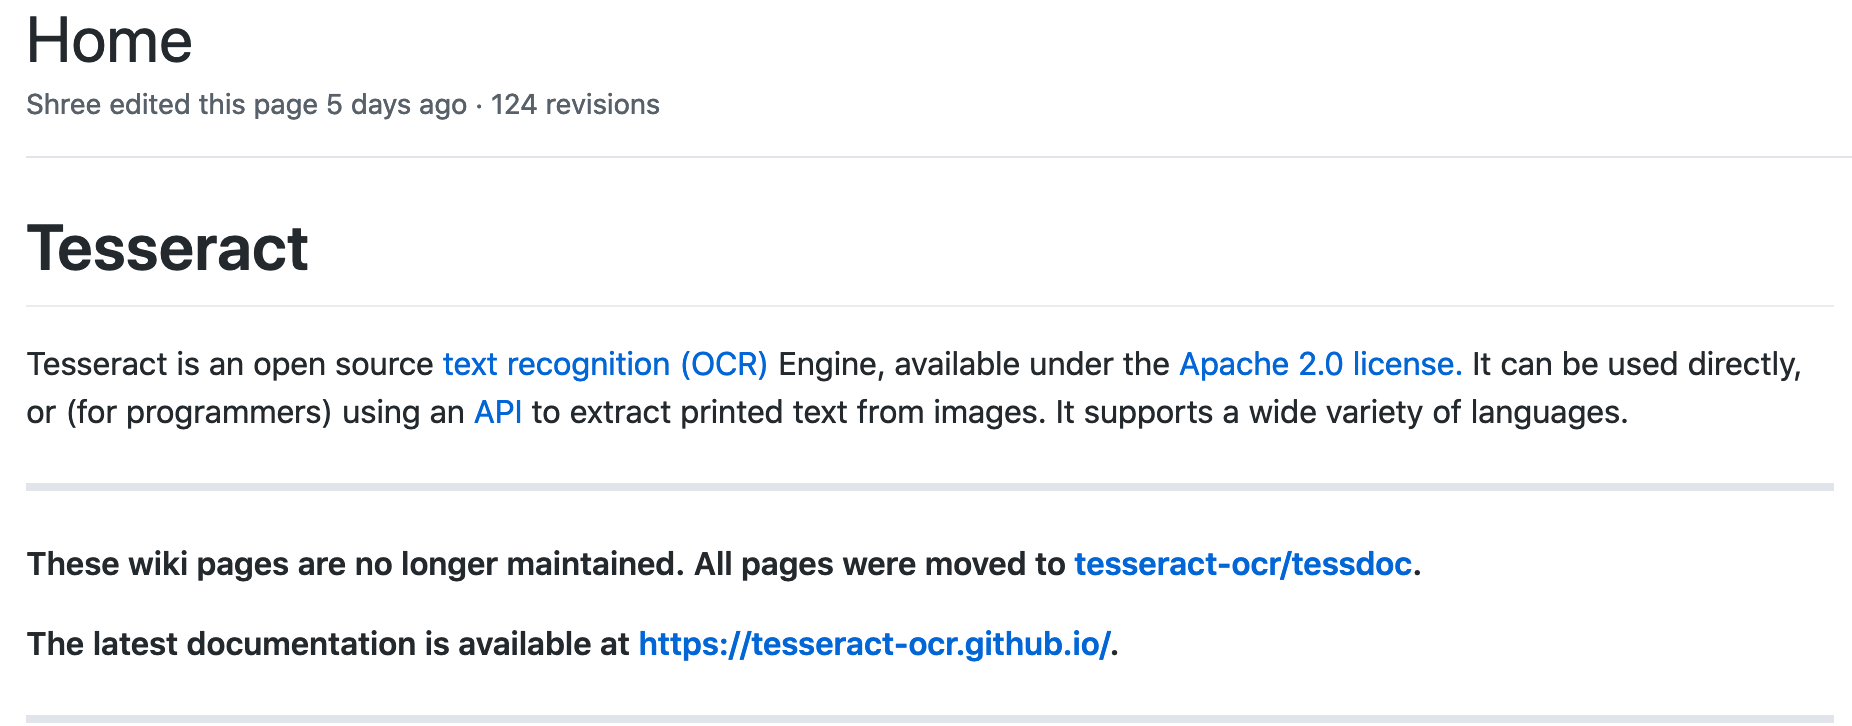 Home
Shree edited this page 5 days ago · 124 revisions
Tesseract
Tesseract is an open source text recognition (OCR) Engine, available under the Apache 2.0 license. It can be used directly,
or (for programmers) using an API to extract printed text from images. It supports a wide variety of languages.
These wiki pages are no longer maintained. All pages were moved to tesseract-ocr/tessdoc.
The latest documentation is available at https://tesseract-ocr.github.io/.